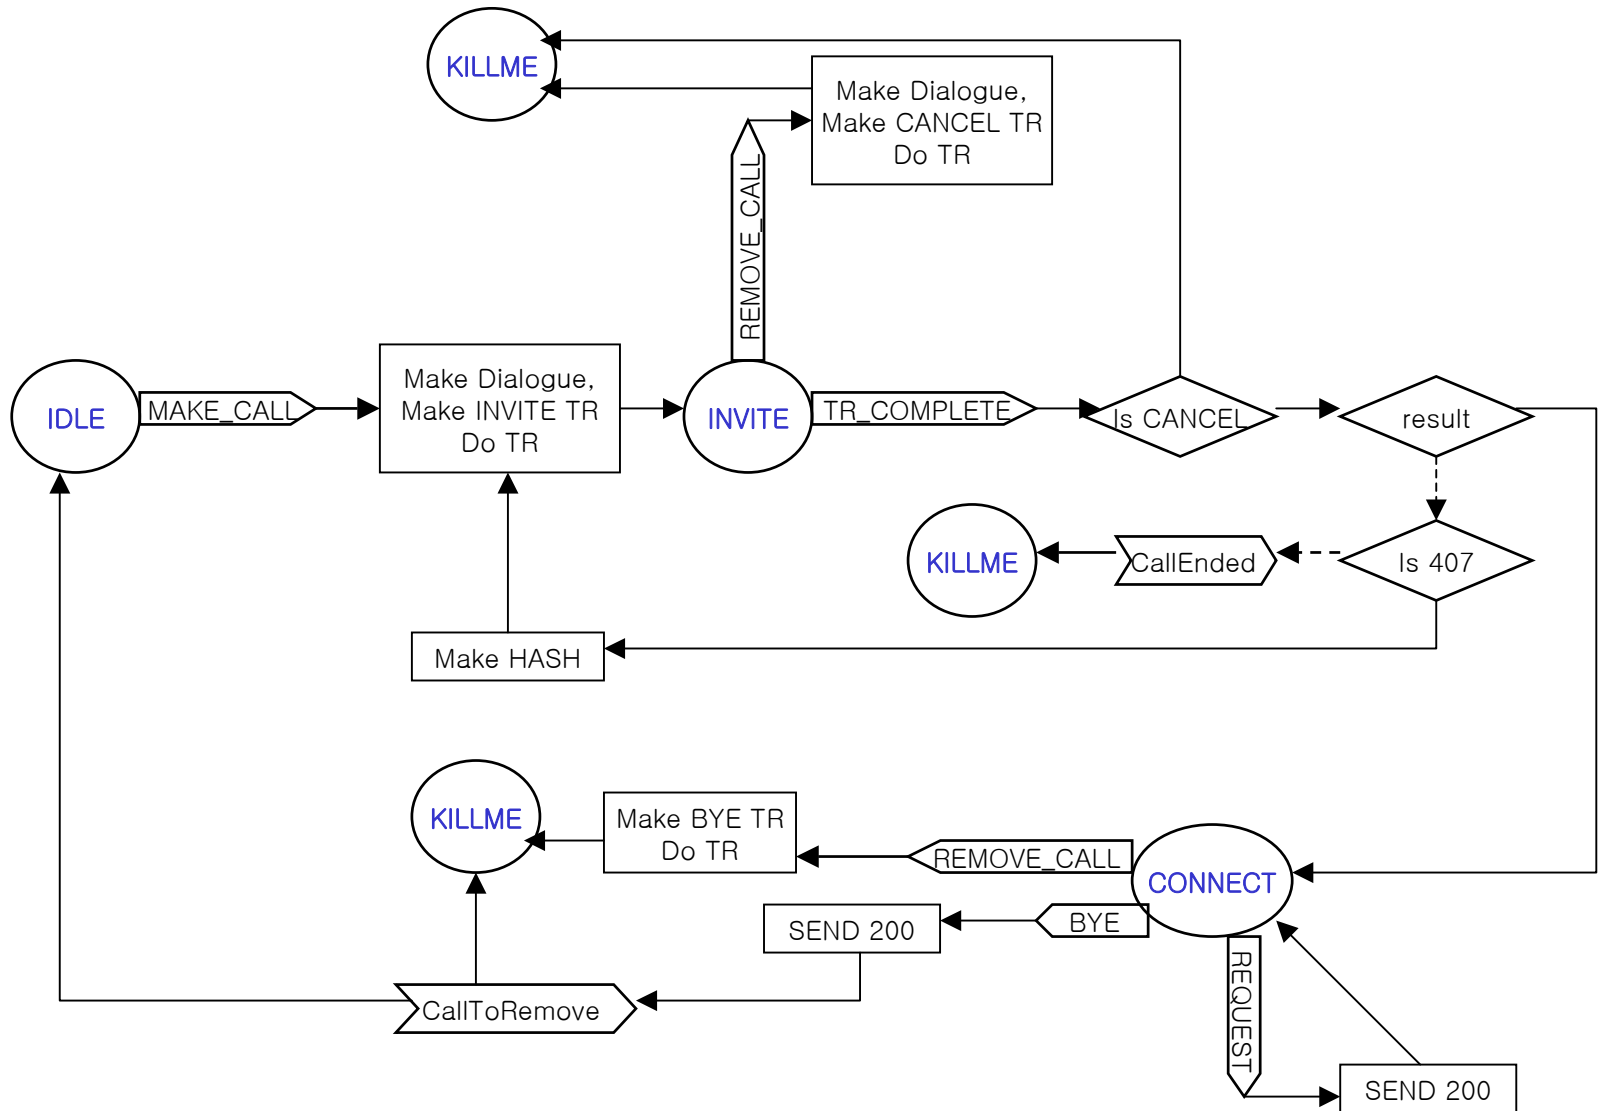 KILLME
Make Dialogue,
Make CANCEL TR
Do TR
REMOVE_CALL
IDLE
MAKE_CALL
Make Dialogue,
Make INVITE TR
Do TR
INVITE
TR_COMPLETE
Is CANCEL
result
KILLME
CallEnded
Is 407
Make HASH
KILLME
Make BYE TR
Do TR
REMOVE_CALL
CONNECT
SEND 200
BYE
CallToRemove
REQUEST
SEND 200